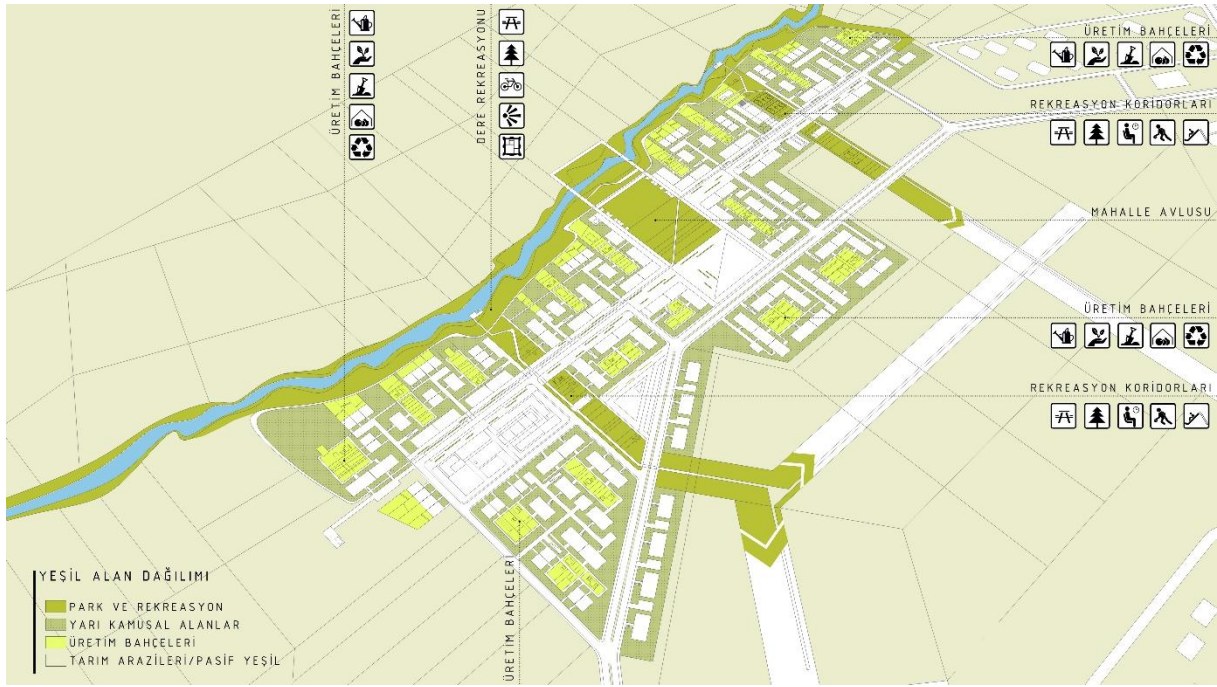 ÜRETİM BAHÇELERİ
DERE REKREASYONU
ÜRETİM BAHÇELERİ
REKREASYON KORİDORLARI
MAHALLE AVLUSU
ÜRETİM BAHÇELERİ
REKREASYON KORİDORLARI
ÜRETİM BAHÇELERİ
YEŞİL ALAN DAĞILIMI
PARK VE REKREASYON
YARI KAMUSAL ALANLAR
ÜRETİM BAHÇELERİ
TARIM ARAZİLERİ/PASİF YEŞİL